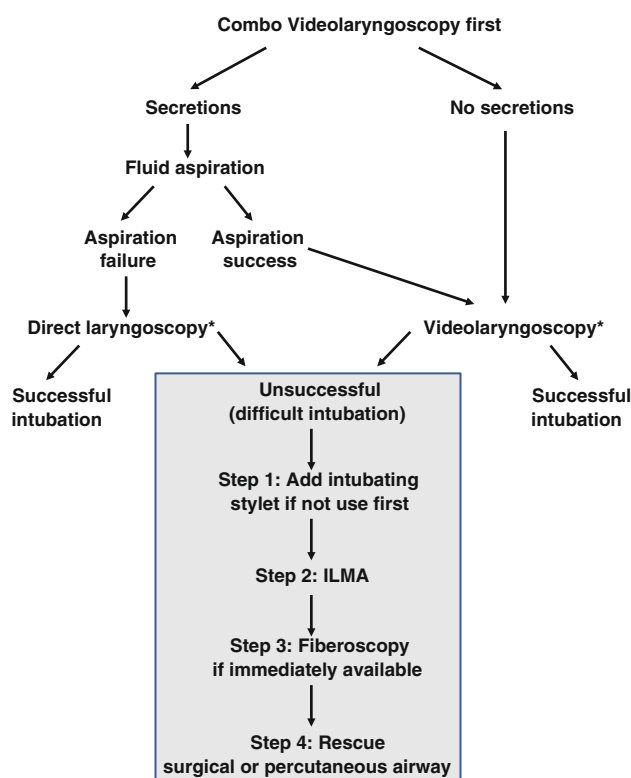 Combo Videolaryngoscopy first
Secretions
No secretions
Fluid aspiration
Aspiration
failure
Aspiration
success
Direct laryngoscopy*
Videolaryngoscopy*
Successful
intubation
Unsuccessful
(difficult intubation)
Successful
intubation
Step 1: Add intubating
stylet if not use first
Step 2: ILMA
Step 3: Fiberoscopy
if immediately available
Step 4: Rescue
surgical or percutaneous airway